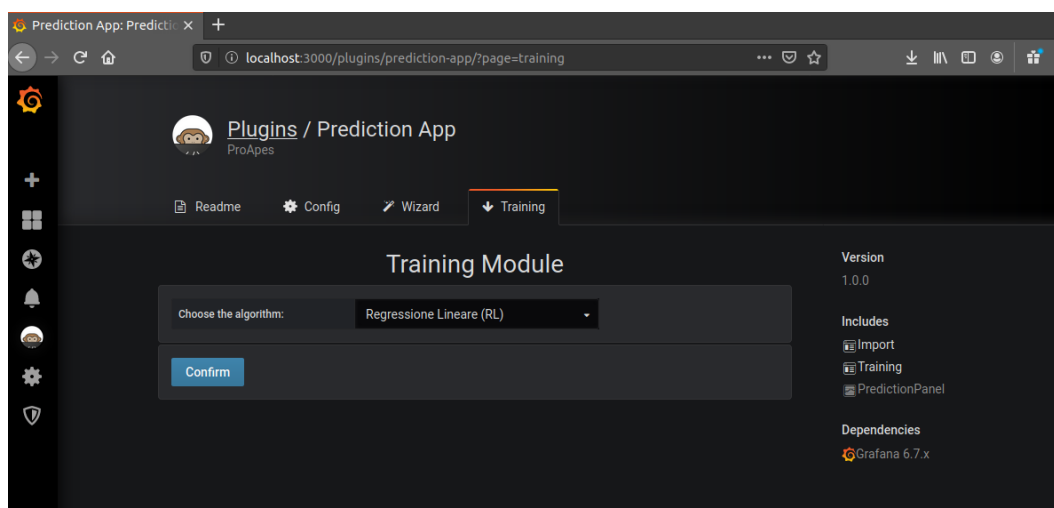 Prediction App: Predictic
localhost:3000/plugins/prediction-app/?page=training
Plugins / Prediction App
ProApes
Readme
Config
Wizard
Training
Training Module
Choose the algorithm:
Regressione Lineare (RL)
Confirm
Version
1.0.0
Includes
Import
Training
PredictionPanel
Dependencies
Grafana 6.7.x